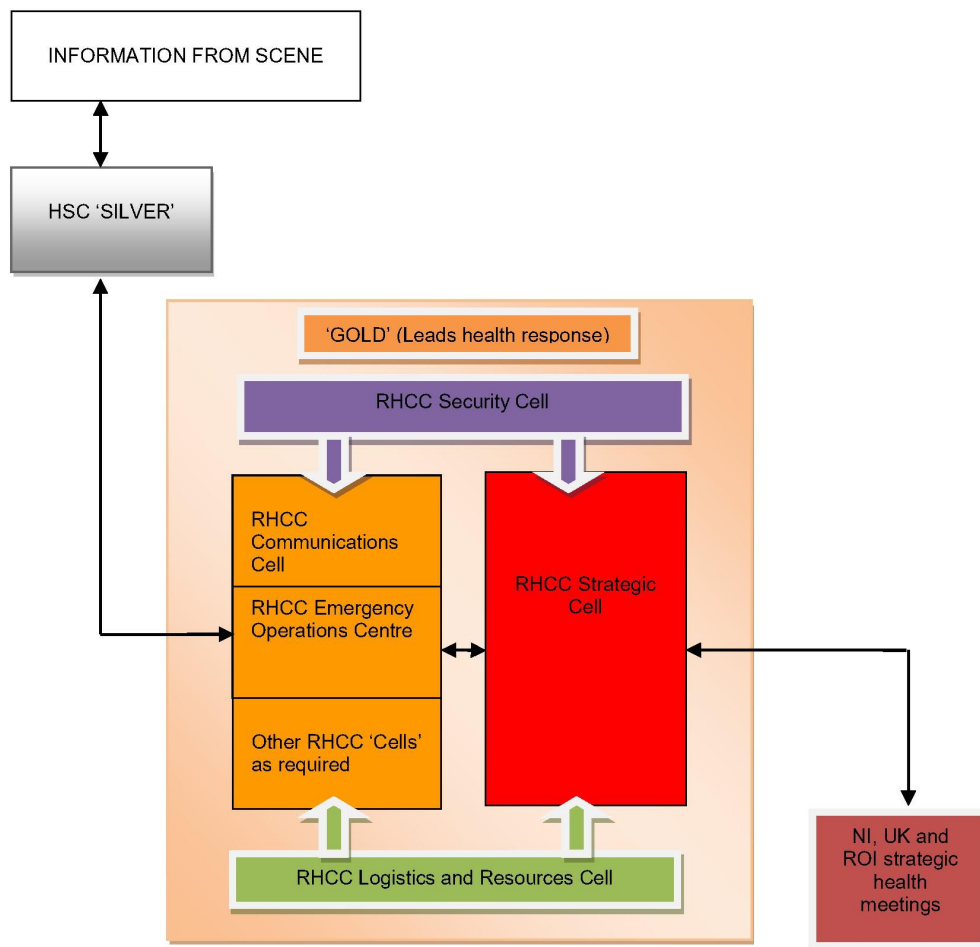 INFORMATION FROM SCENE
HSC ‘SILVER’
‘GOLD’ (Leads health response)
RHCC Security Cell
RHCC
Communications
Cell
RHCC Emergency
Operations Centre
Other RHCC ‘Cells’
as required
RHCC Strategic
Cell
RHCC Logistics and Resources Cell
NI, UK and
ROI strategic
health
meetings